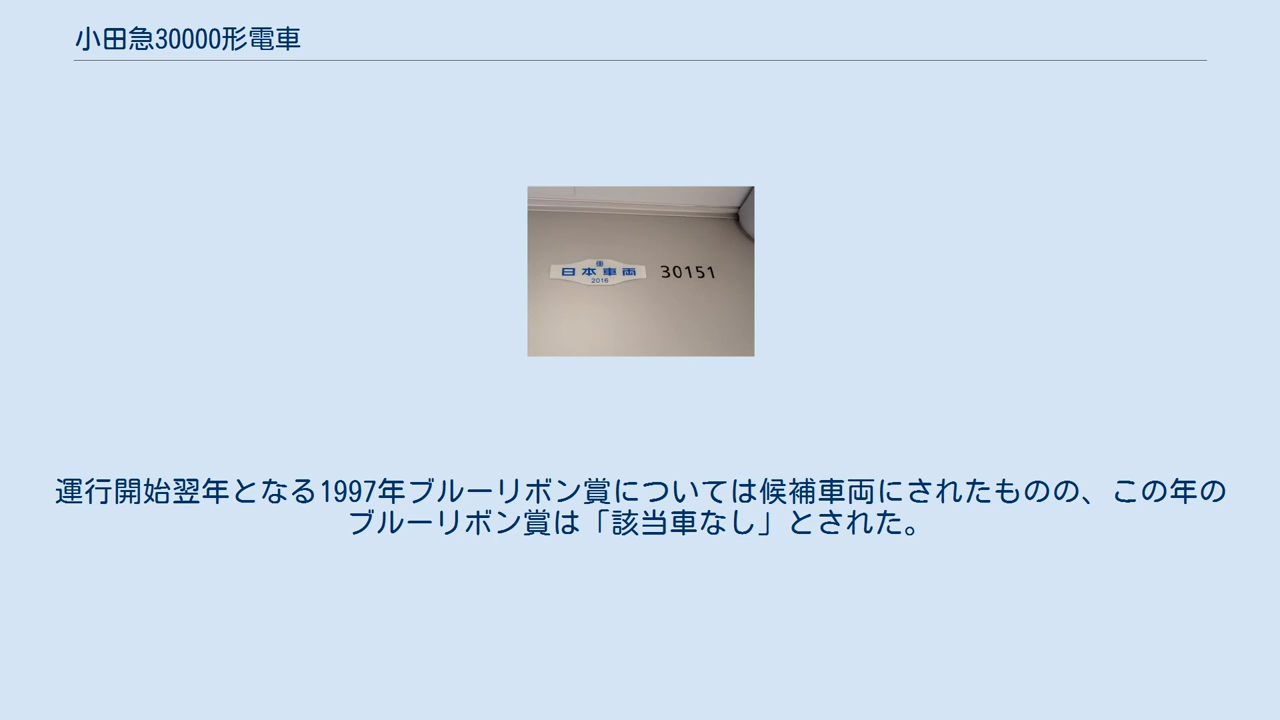 小田急30000形電車
日本車両
2016
30151
運行開始翌年となる1997年ブルーリボン賞については候補車両にされたものの、この年の
ブルーリボン賞は「該当車なし」とされた。